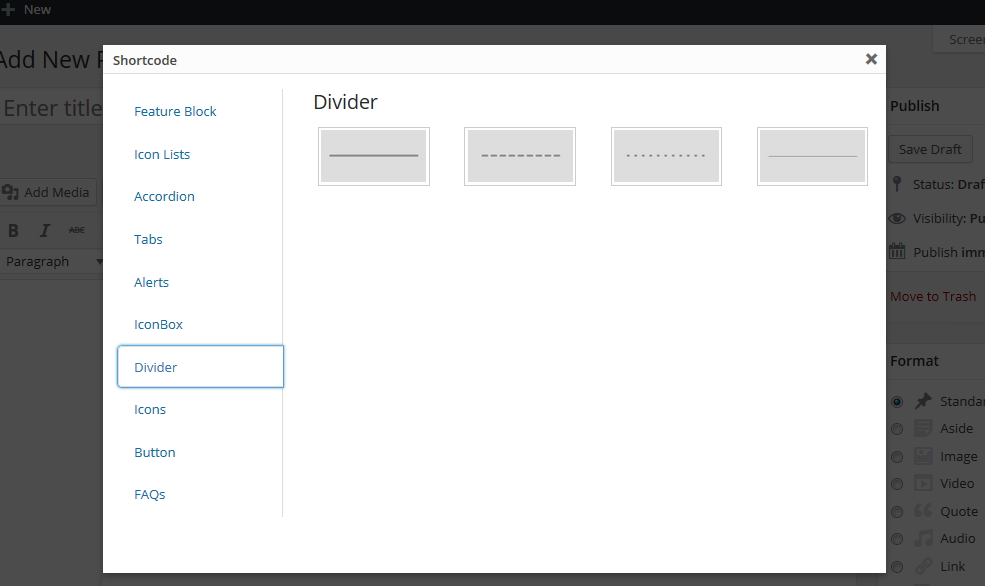 New
Add New P
Screen
Shortcode
Enter title
Feature Block
Icon Lists
Accordion
Tabs
Alerts
IconBox
Divider
Icons
Button
FAQs
Divider
Add Media
B I ABC
Paragraph
Publish
Save Draft
Status: Draf
Visibility: Pu
Publish imm
Move to Trash
Format
Standar
Aside
Image
Video
Quote
Audio
Link